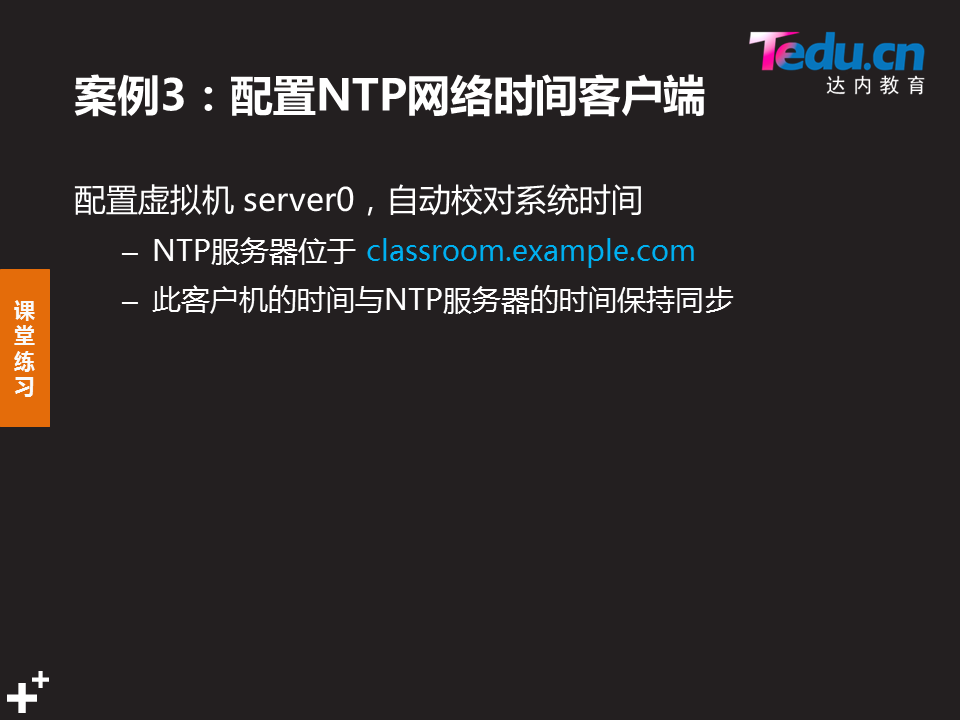 Tedu.cn
达内教育
案例3：配置NTP网络时间客户端
配置虚拟机 server0，自动校对系统时间
– NTP服务器位于 classroom.example.com
– 此客户机的时间与NTP服务器的时间保持同步
课
堂
练
习